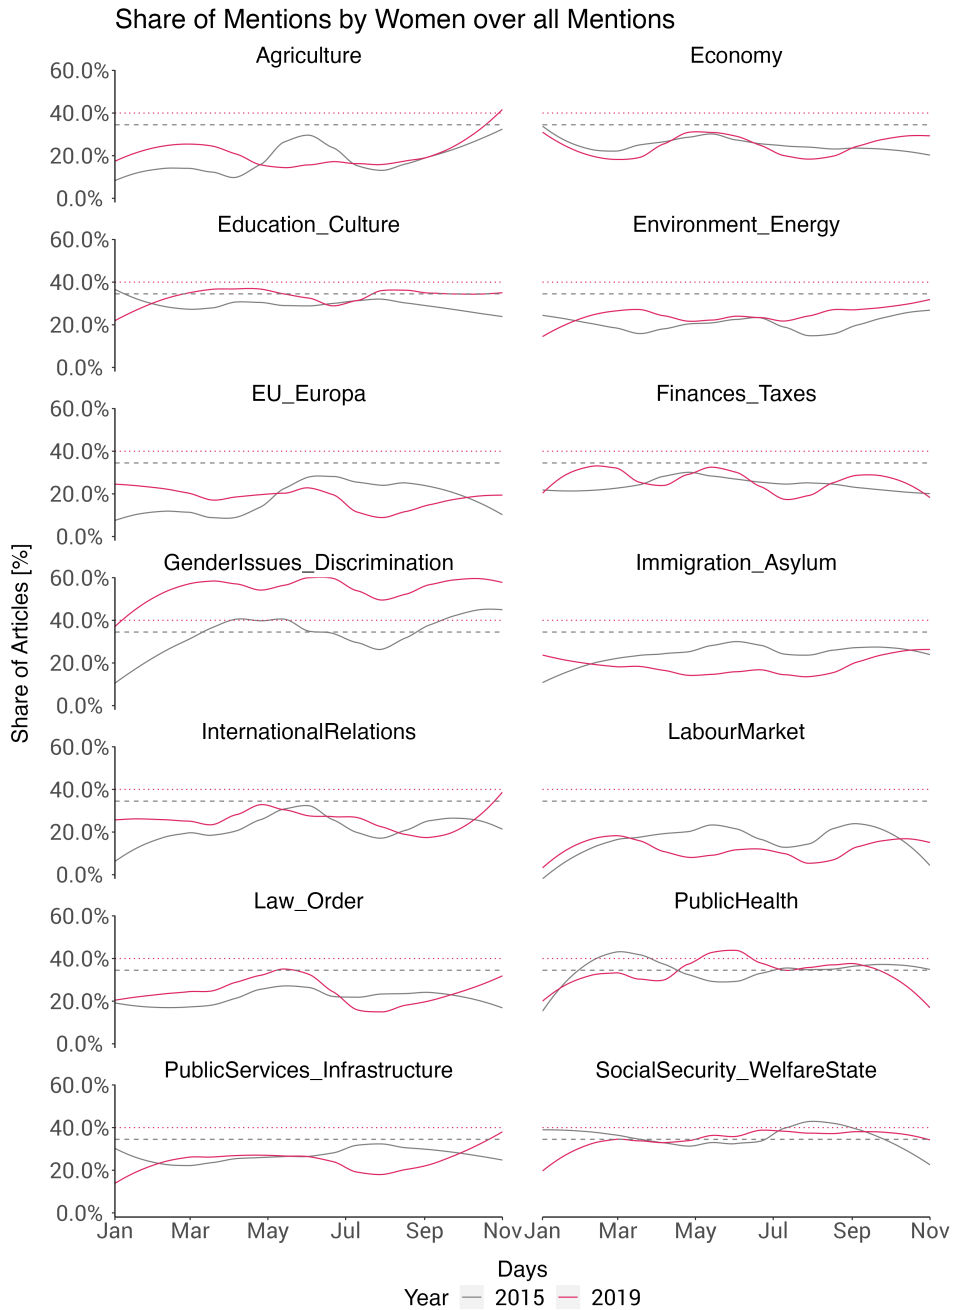 Share of Mentions by Women over all Mentions
Agriculture
Economy
60.0%
40.0%
20.0%
0.0%
Education_Culture
Environment_Energy
60.0%
40.0%
20.0%
0.0%
EU_Europa
Finances_Taxes
60.0%
40.0%
20.0%
0.0%
GenderIssues_Discrimination
Immigration_Asylum
60.0%
40.0%
20.0%
0.0%
Share of Articles [%]
InternationalRelations
LabourMarket
60.0%
40.0%
20.0%
0.0%
Law_Order
PublicHealth
60.0%
40.0%
20.0%
0.0%
PublicServices_Infrastructure
SocialSecurity_WelfareState
60.0%
40.0%
20.0%
0.0%
Jan Mar May Jul Sep Nov Jan Mar May Jul Sep Nov
Days
Year 2015 2019